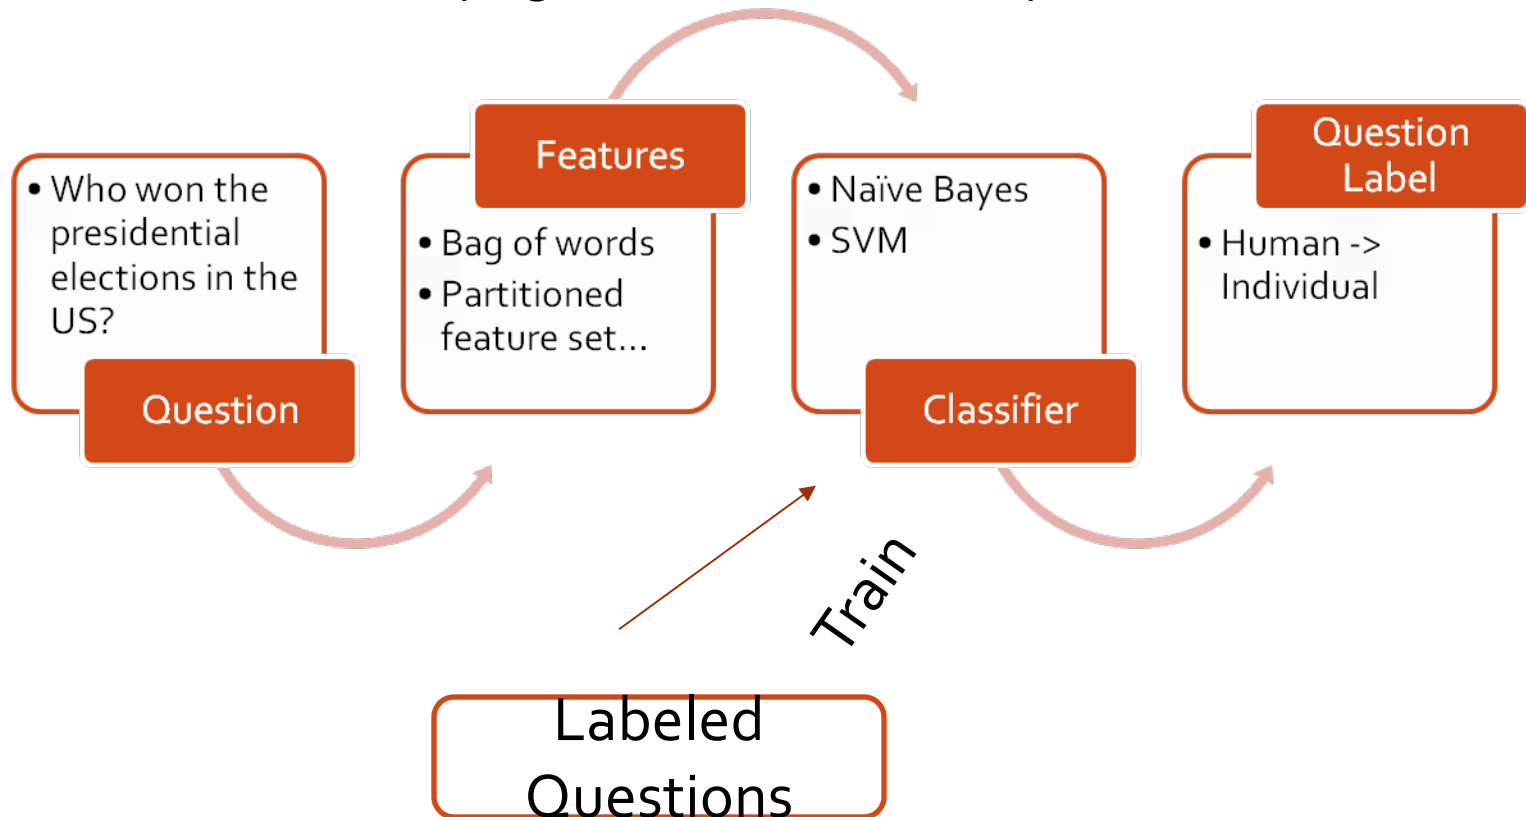 • Who won the
presidential
elections in the
US?
Question
Features
• Bag of words
• Partitioned
feature set...
• Naïve Bayes
• SVM
Classifier
Question
Label
• Human ->
Individual
Train
Labeled
Questions